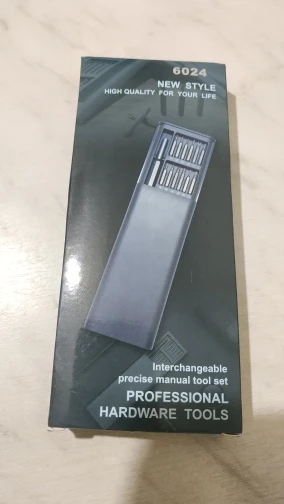 6024
NEW STYLE
HIGH QUALITY FOR YOUR LIFE
Interchangeable
precise manual tool set
PROFESSIONAL
HARDWARE TOOLS